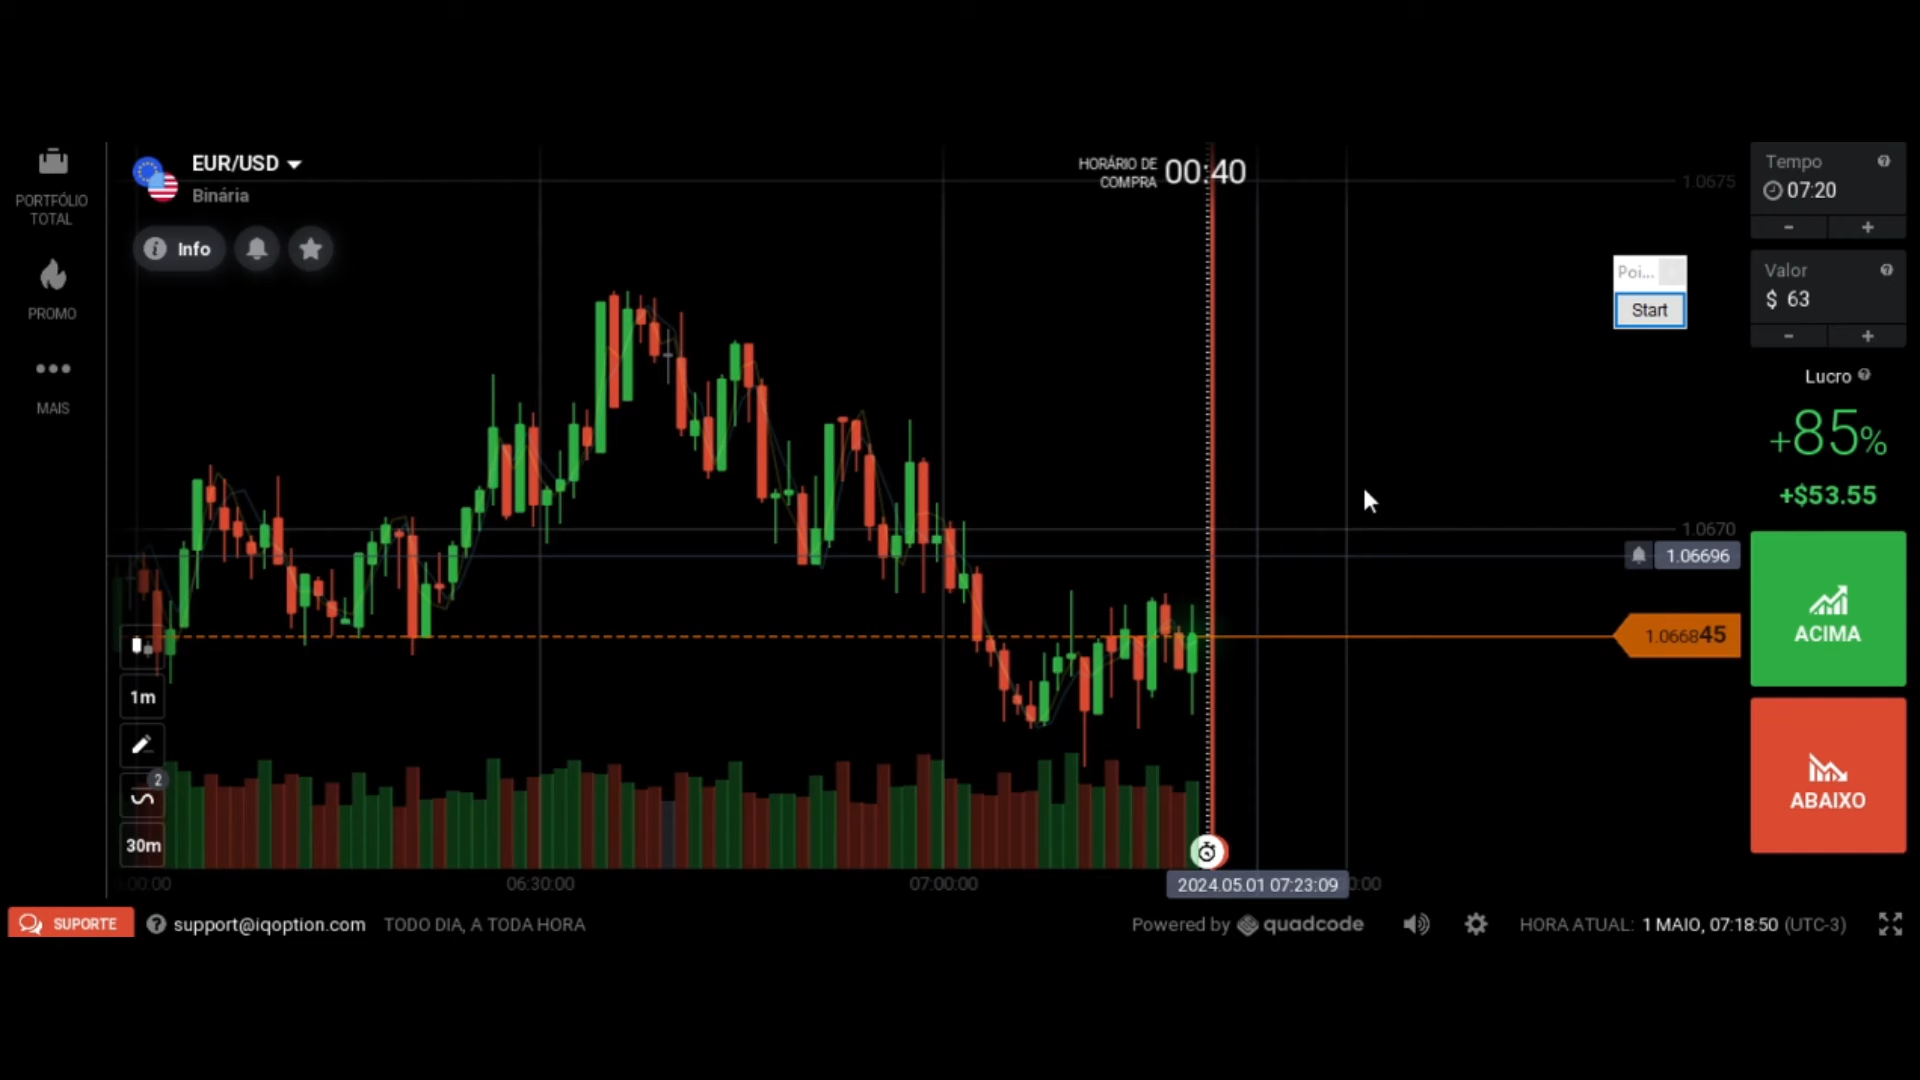 PORTFÓLIO
TOTAL
PROMO
MAIS
EUR/USD
Binária
Info
HORÁRIO DE
COMPRA
00:40
1.0675
1.0670
1.06696
1.066845
Poi...
Start
Tempo
07:20
-
+
Valor
$ 63
-
+
Lucro
+85%
+$53.55
ACIMA
ABAIXO
1m
2
30m
06:30:00
07:00:00
2024.05.01 07:23:09
SUPORTE
support@iqoption.com
TODO DIA, A TODA HORA
Powered by quadcode
HORA ATUAL: 1 MAIO, 07:18:50 (UTC-3)